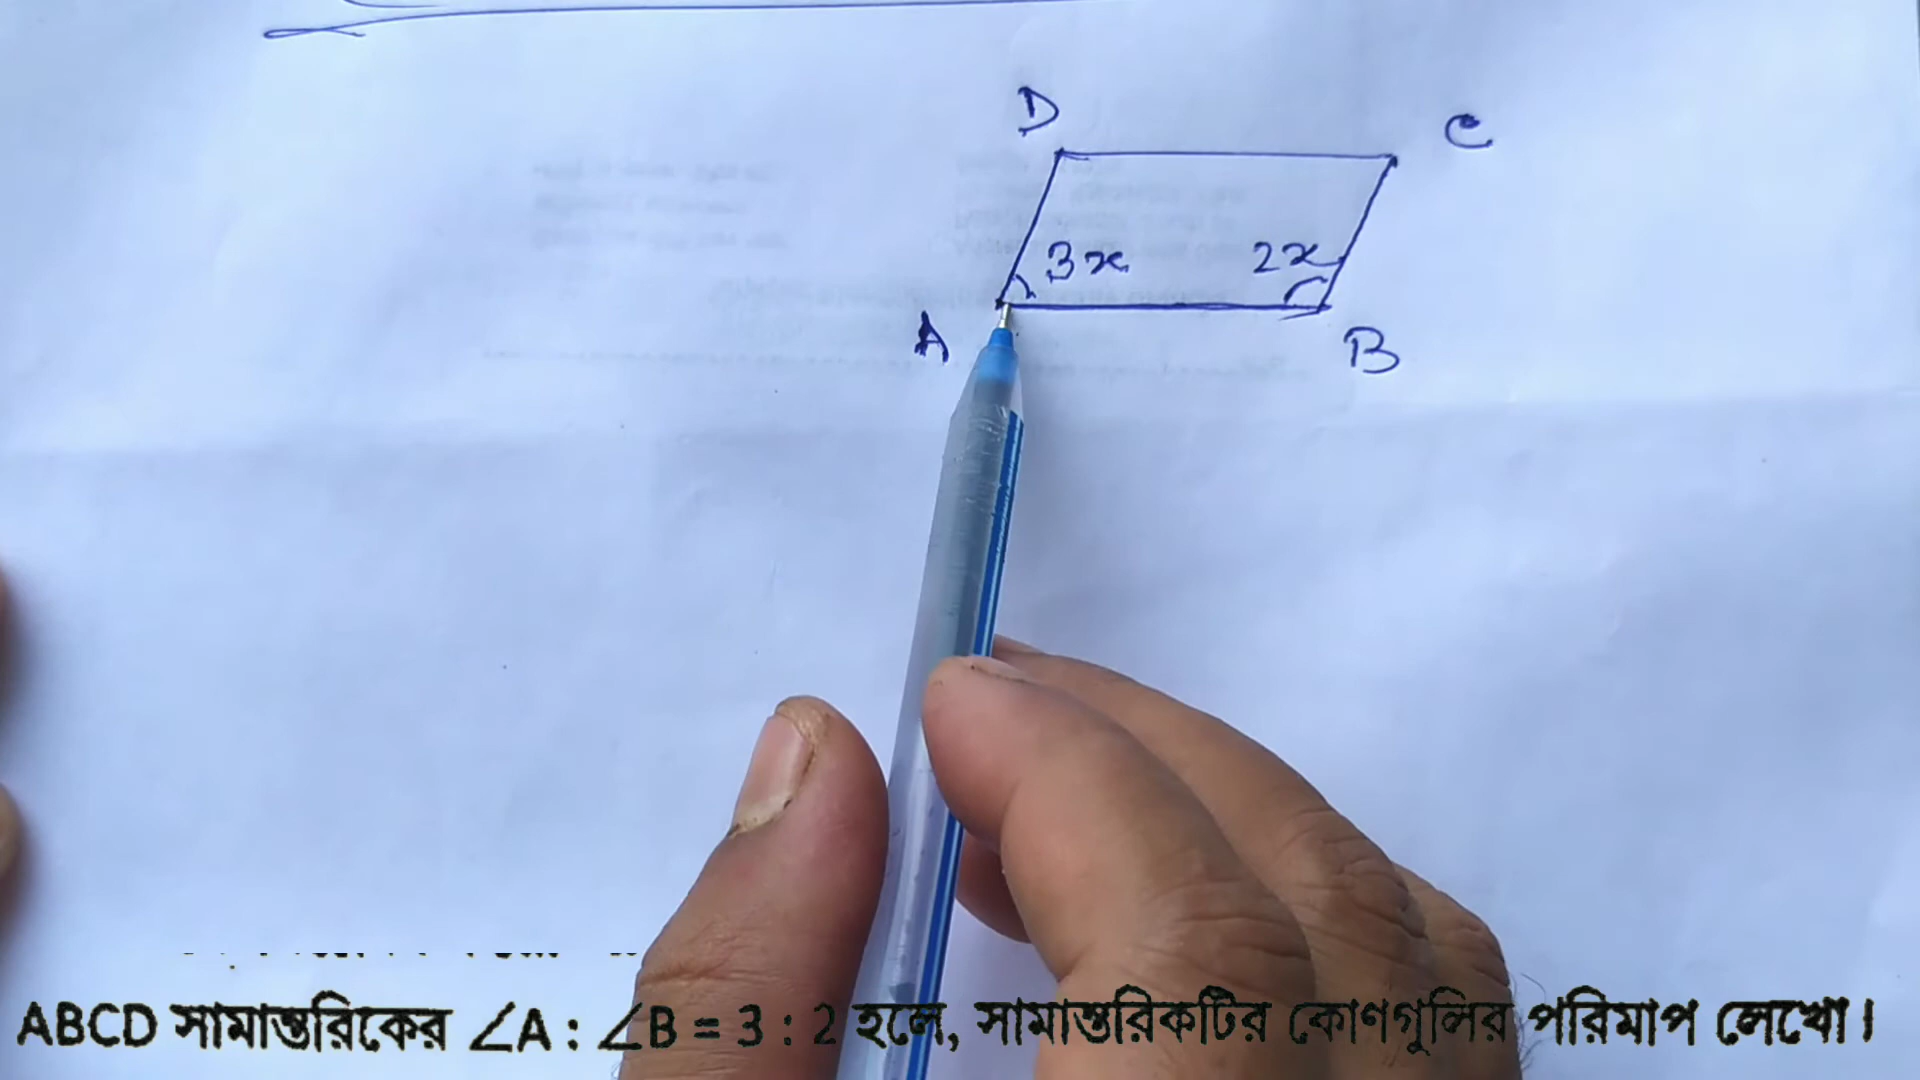 D
C
3x
2x
A
B
ABCD সামান্তরিকের ∠A : ∠B = 3 : 2 হলে, সামান্তরিকটির কোণগুলির পরিমাপ লেখো।